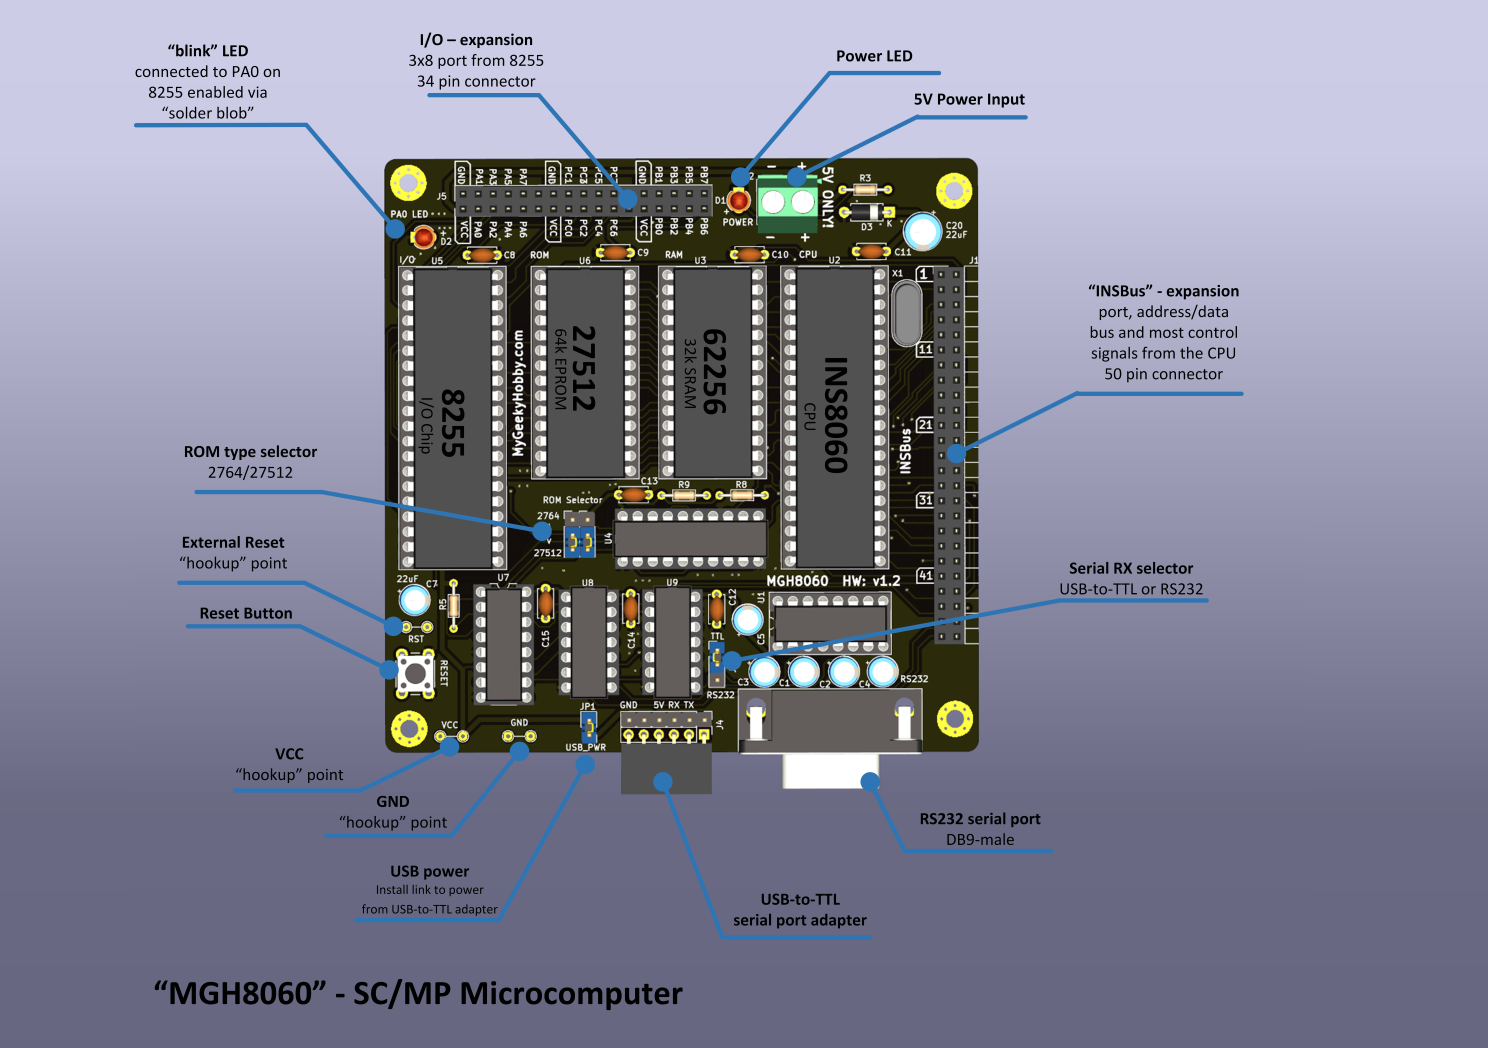 “blink” LED
connected to PA0 on
8255 enabled via
“solder blob”
I/O – expansion
3x8 port from 8255
34 pin connector
Power LED
5V Power Input
“INSBus” - expansion
port, address/data
bus and most control
signals from the CPU
50 pin connector
ROM type selector
2764/27512
External Reset
“hookup” point
Reset Button
Serial RX selector
USB-to-TTL or RS232
VCC
“hookup” point
GND
“hookup” point
USB power
Install link to power
from USB-to-TTL adapter
USB-to-TTL
serial port adapter
RS232 serial port
DB9-male
GND PA1 PA3 PA5 PA7 GND PC1 PC3 PC5 GND PB1 PB3 PB5 PB7
J5
VCC PA0 PA2 PA4 PA6 VCC PC0 PC2 PC4 PC6 VCC PB0 PB2 PB4 PB6
PA0 LED
+
D2
D1
+
POWER
− +
− +
5V ONLY!
R3
D3
K
+
C20
22uF
I/O
U5
C8
ROM
U6
C9
RAM
U3
C10
CPU
U2
C11
X1
J1
1
11
21
31
41
8255
I/O Chip
MyGeekyHobby.com
27512
64k EPROM
62256
32k SRAM
INS8060
CPU
INSBus
C13
R9
R8
ROM Selector
2764
27512
U4
MGH8060 HW: v1.2
22uF
C7
R5
U7
C15
U8
C14
U9
C12
C5
U1
TTL
RS232
RST
RESET
C3
C1
C2
C4
RS232
VCC
GND
JP1
USB_PWR
GND 5V RX TX
J4
“MGH8060” - SC/MP Microcomputer